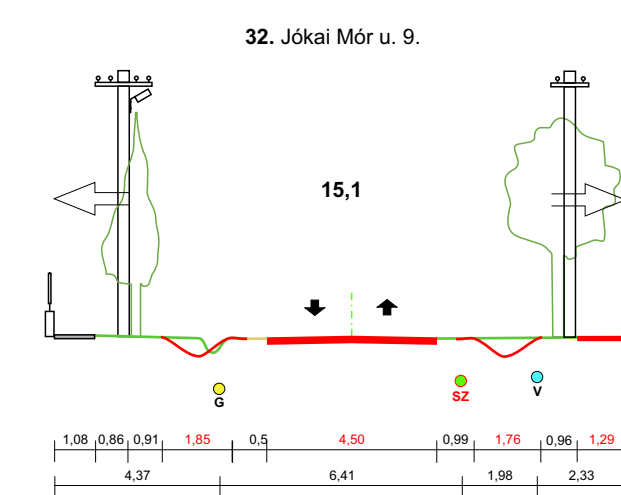 32. Jókai Mór u. 9.
15,1
G
SZ
V
1,08 0,86 0,91 1,85 0,5 4,50 0,99 1,76 0,96 1,29
4,37 6,41 1,98 2,33